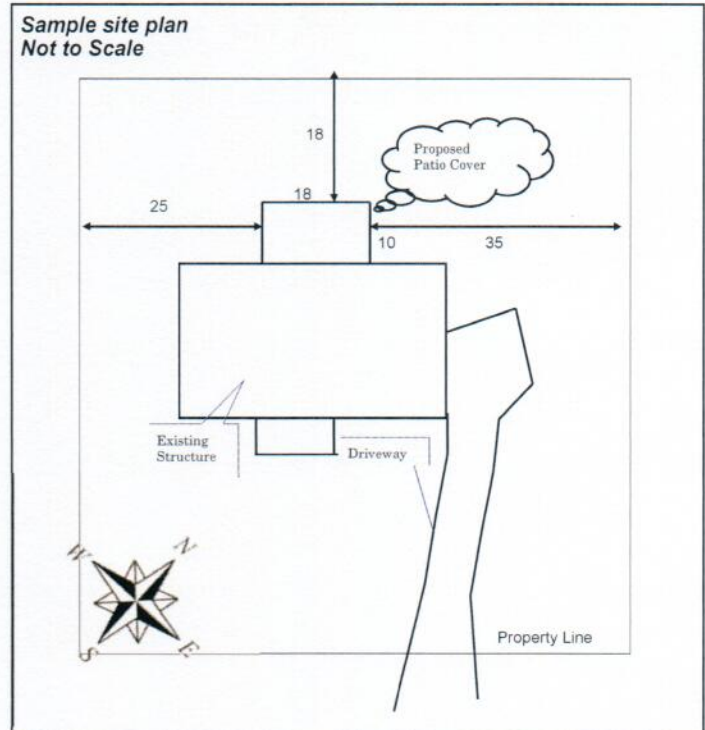 Sample site plan
Not to Scale
18
Proposed
Patio Cover
18
25
10
35
Existing
Structure
Driveway
W
N
S
E
Property Line